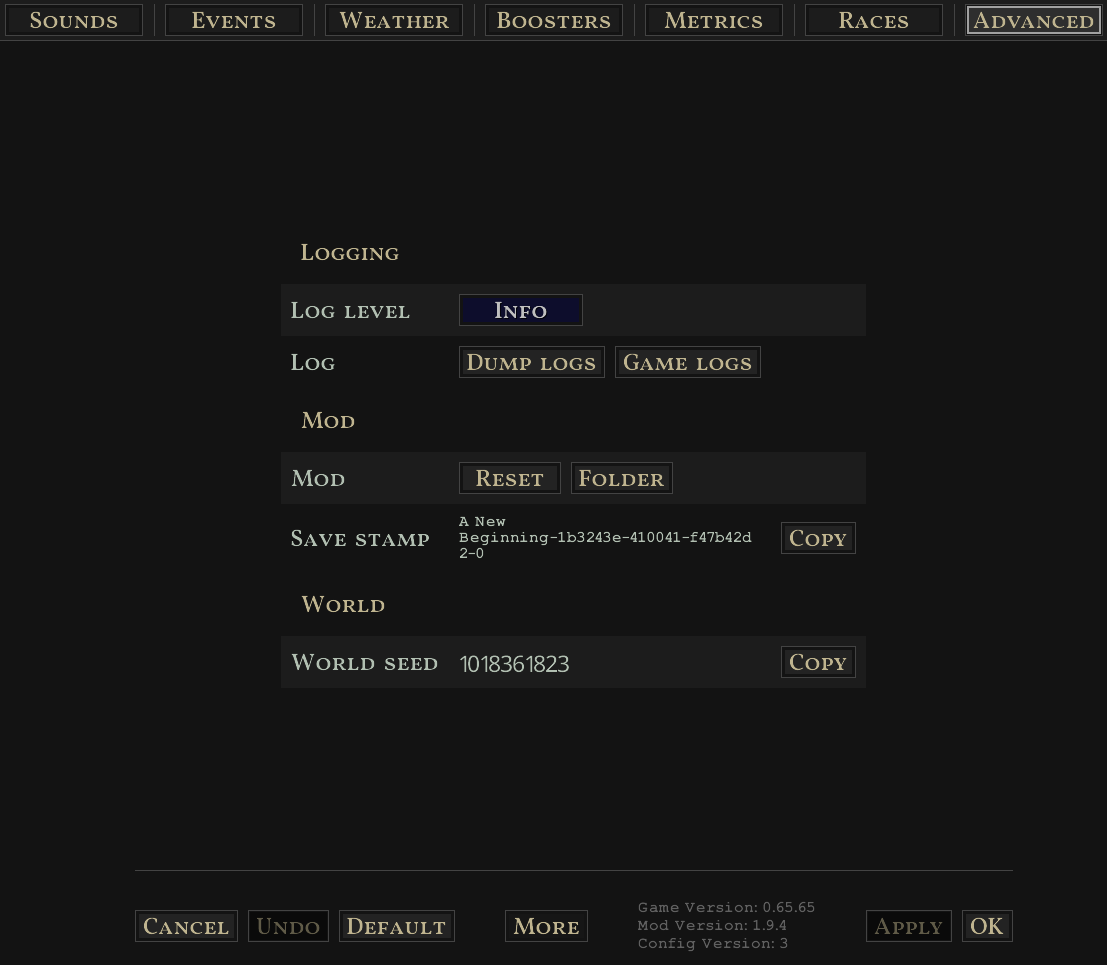 Sounds Events Weather Boosters Metrics Races Advanced
Logging
Log level Info
Log Dump logs Game logs
Mod
Mod Reset Folder
Save stamp A New
Beginning-1b3243e-410041-f47b42d
2-0 Copy
World
World seed 1018361823 Copy
Cancel Undo Default More Game Version: 0.65.65
Mod Version: 1.9.4
Config Version: 3 Apply OK